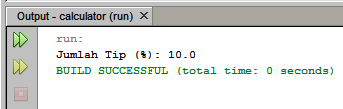 Output - calculator (run) ×
run:
Jumlah Tip (%): 10.0
BUILD SUCCESSFUL (total time: 0 seconds)